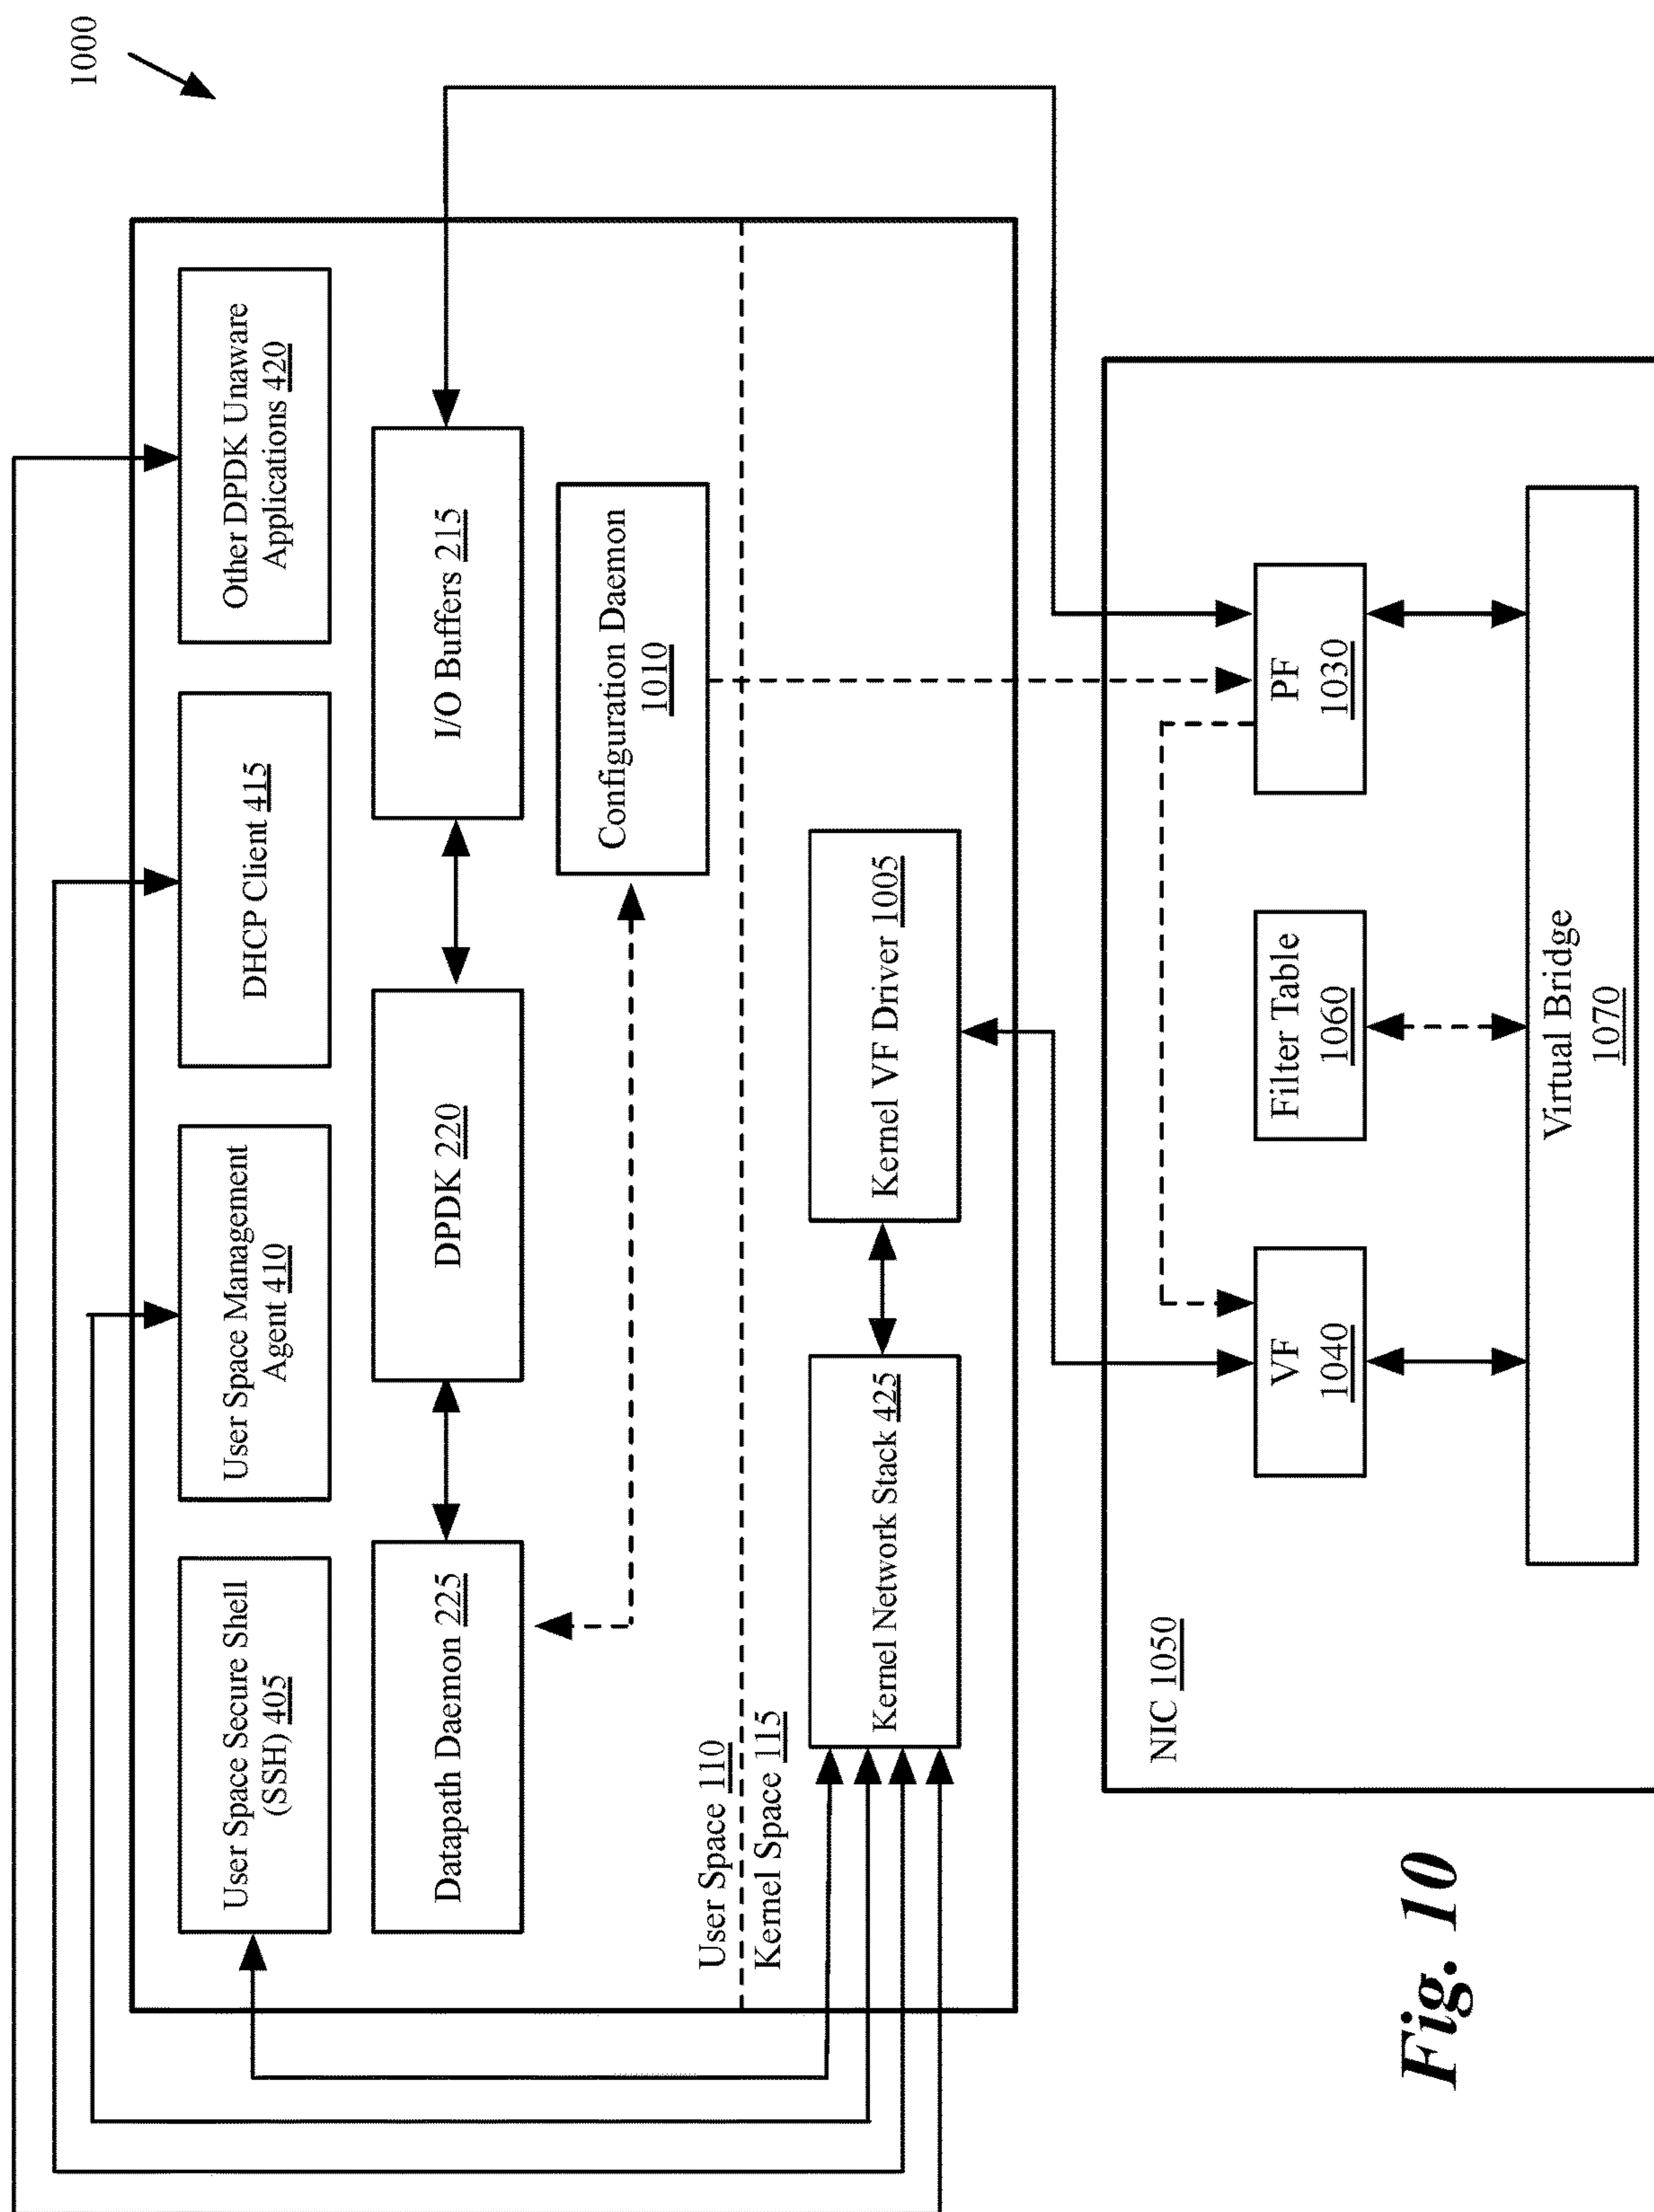 1000
User Space Secure Shell
(SSH) 405
User Space Management
Agent 410
DHCP Client 415
Other DPDK Unaware
Applications 420
Datapath Daemon 225
DPDK 220
I/O Buffers 215
Configuration Daemon
1010
User Space 110
Kernel Space 115
Kernel Network Stack 425
Kernel VF Driver 1005
NIC 1050
VF
1040
Filter Table
1060
PF
1030
Virtual Bridge
1070
Fig. 10